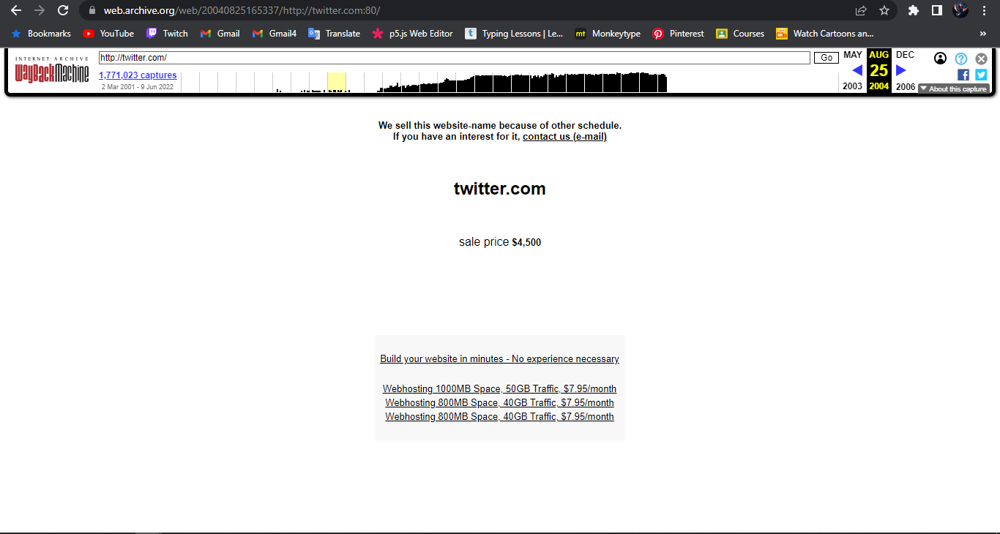 web.archive.org/web/20040825165337/http://twitter.com:80/
Bookmarks YouTube Twitch Gmail Gmail4 Translate p5.js Web Editor Typing Lessons | Le... mt Monkeytype Pinterest Courses Watch Cartoons an... »
INTERNET ARCHIVE
WayBackMachine
http://twitter.com/
Go
1,771,023 captures
2 Mar 2001 - 9 Jun 2022
MAY AUG DEC
25
2003 2004 2006
About this capture
We sell this website-name because of other schedule.
If you have an interest for it, contact us (e-mail)
twitter.com
sale price $4,500
Build your website in minutes - No experience necessary
Webhosting 1000MB Space, 50GB Traffic, $7.95/month
Webhosting 800MB Space, 40GB Traffic, $7.95/month
Webhosting 800MB Space, 40GB Traffic, $7.95/month